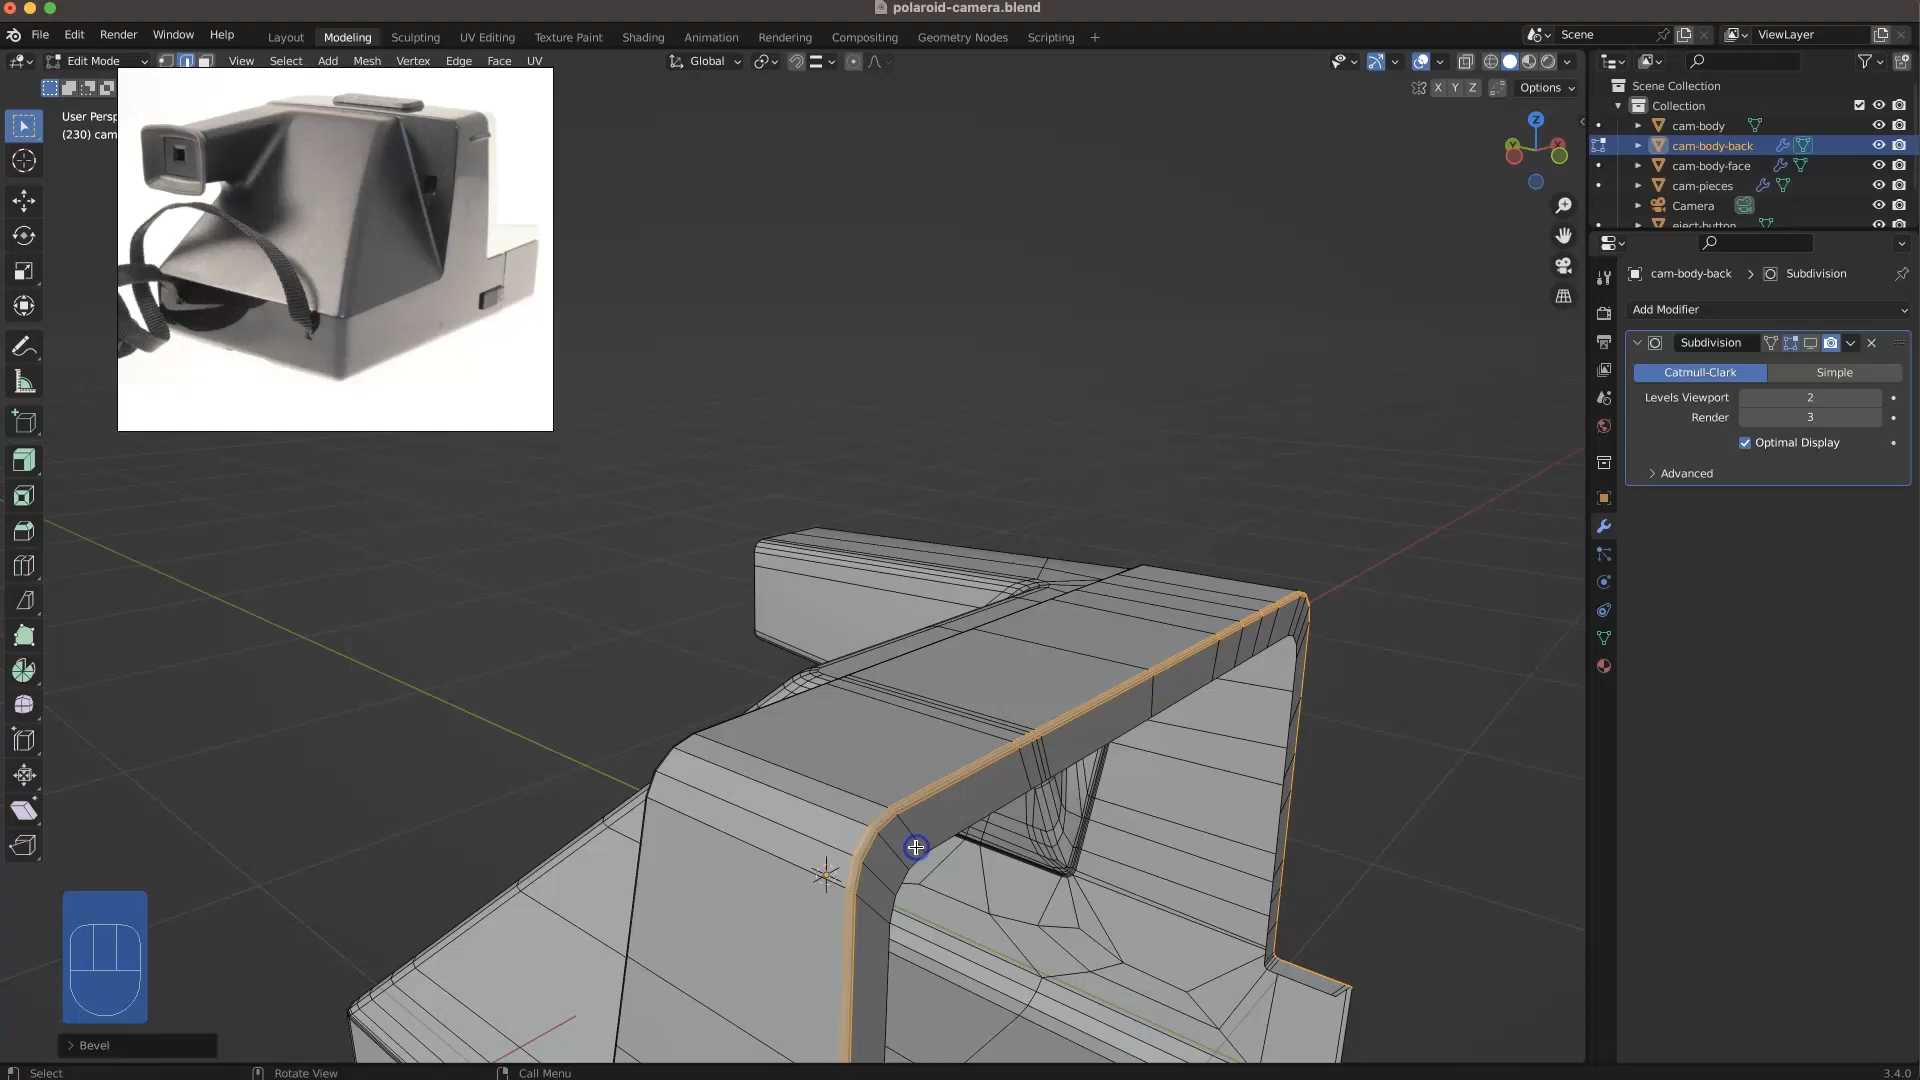 polaroid-camera.blend
File Edit Render Window Help Layout Modeling Sculpting UV Editing Texture Paint Shading Animation Rendering Compositing Geometry Nodes Scripting + Scene ViewLayer
Edit Mode View Select Add Mesh Vertex Edge Face UV Global
X Y Z Options
User Persp
(230) cam
Scene Collection
Collection
cam-body
cam-body-back
cam-body-face
cam-pieces
Camera
eject-button
cam-body-back > Subdivision
Add Modifier
Subdivision
Catmull-Clark Simple
Levels Viewport 2
Render 3
Optimal Display
> Advanced
Z
> Bevel
Select Rotate View Call Menu 3.4.0